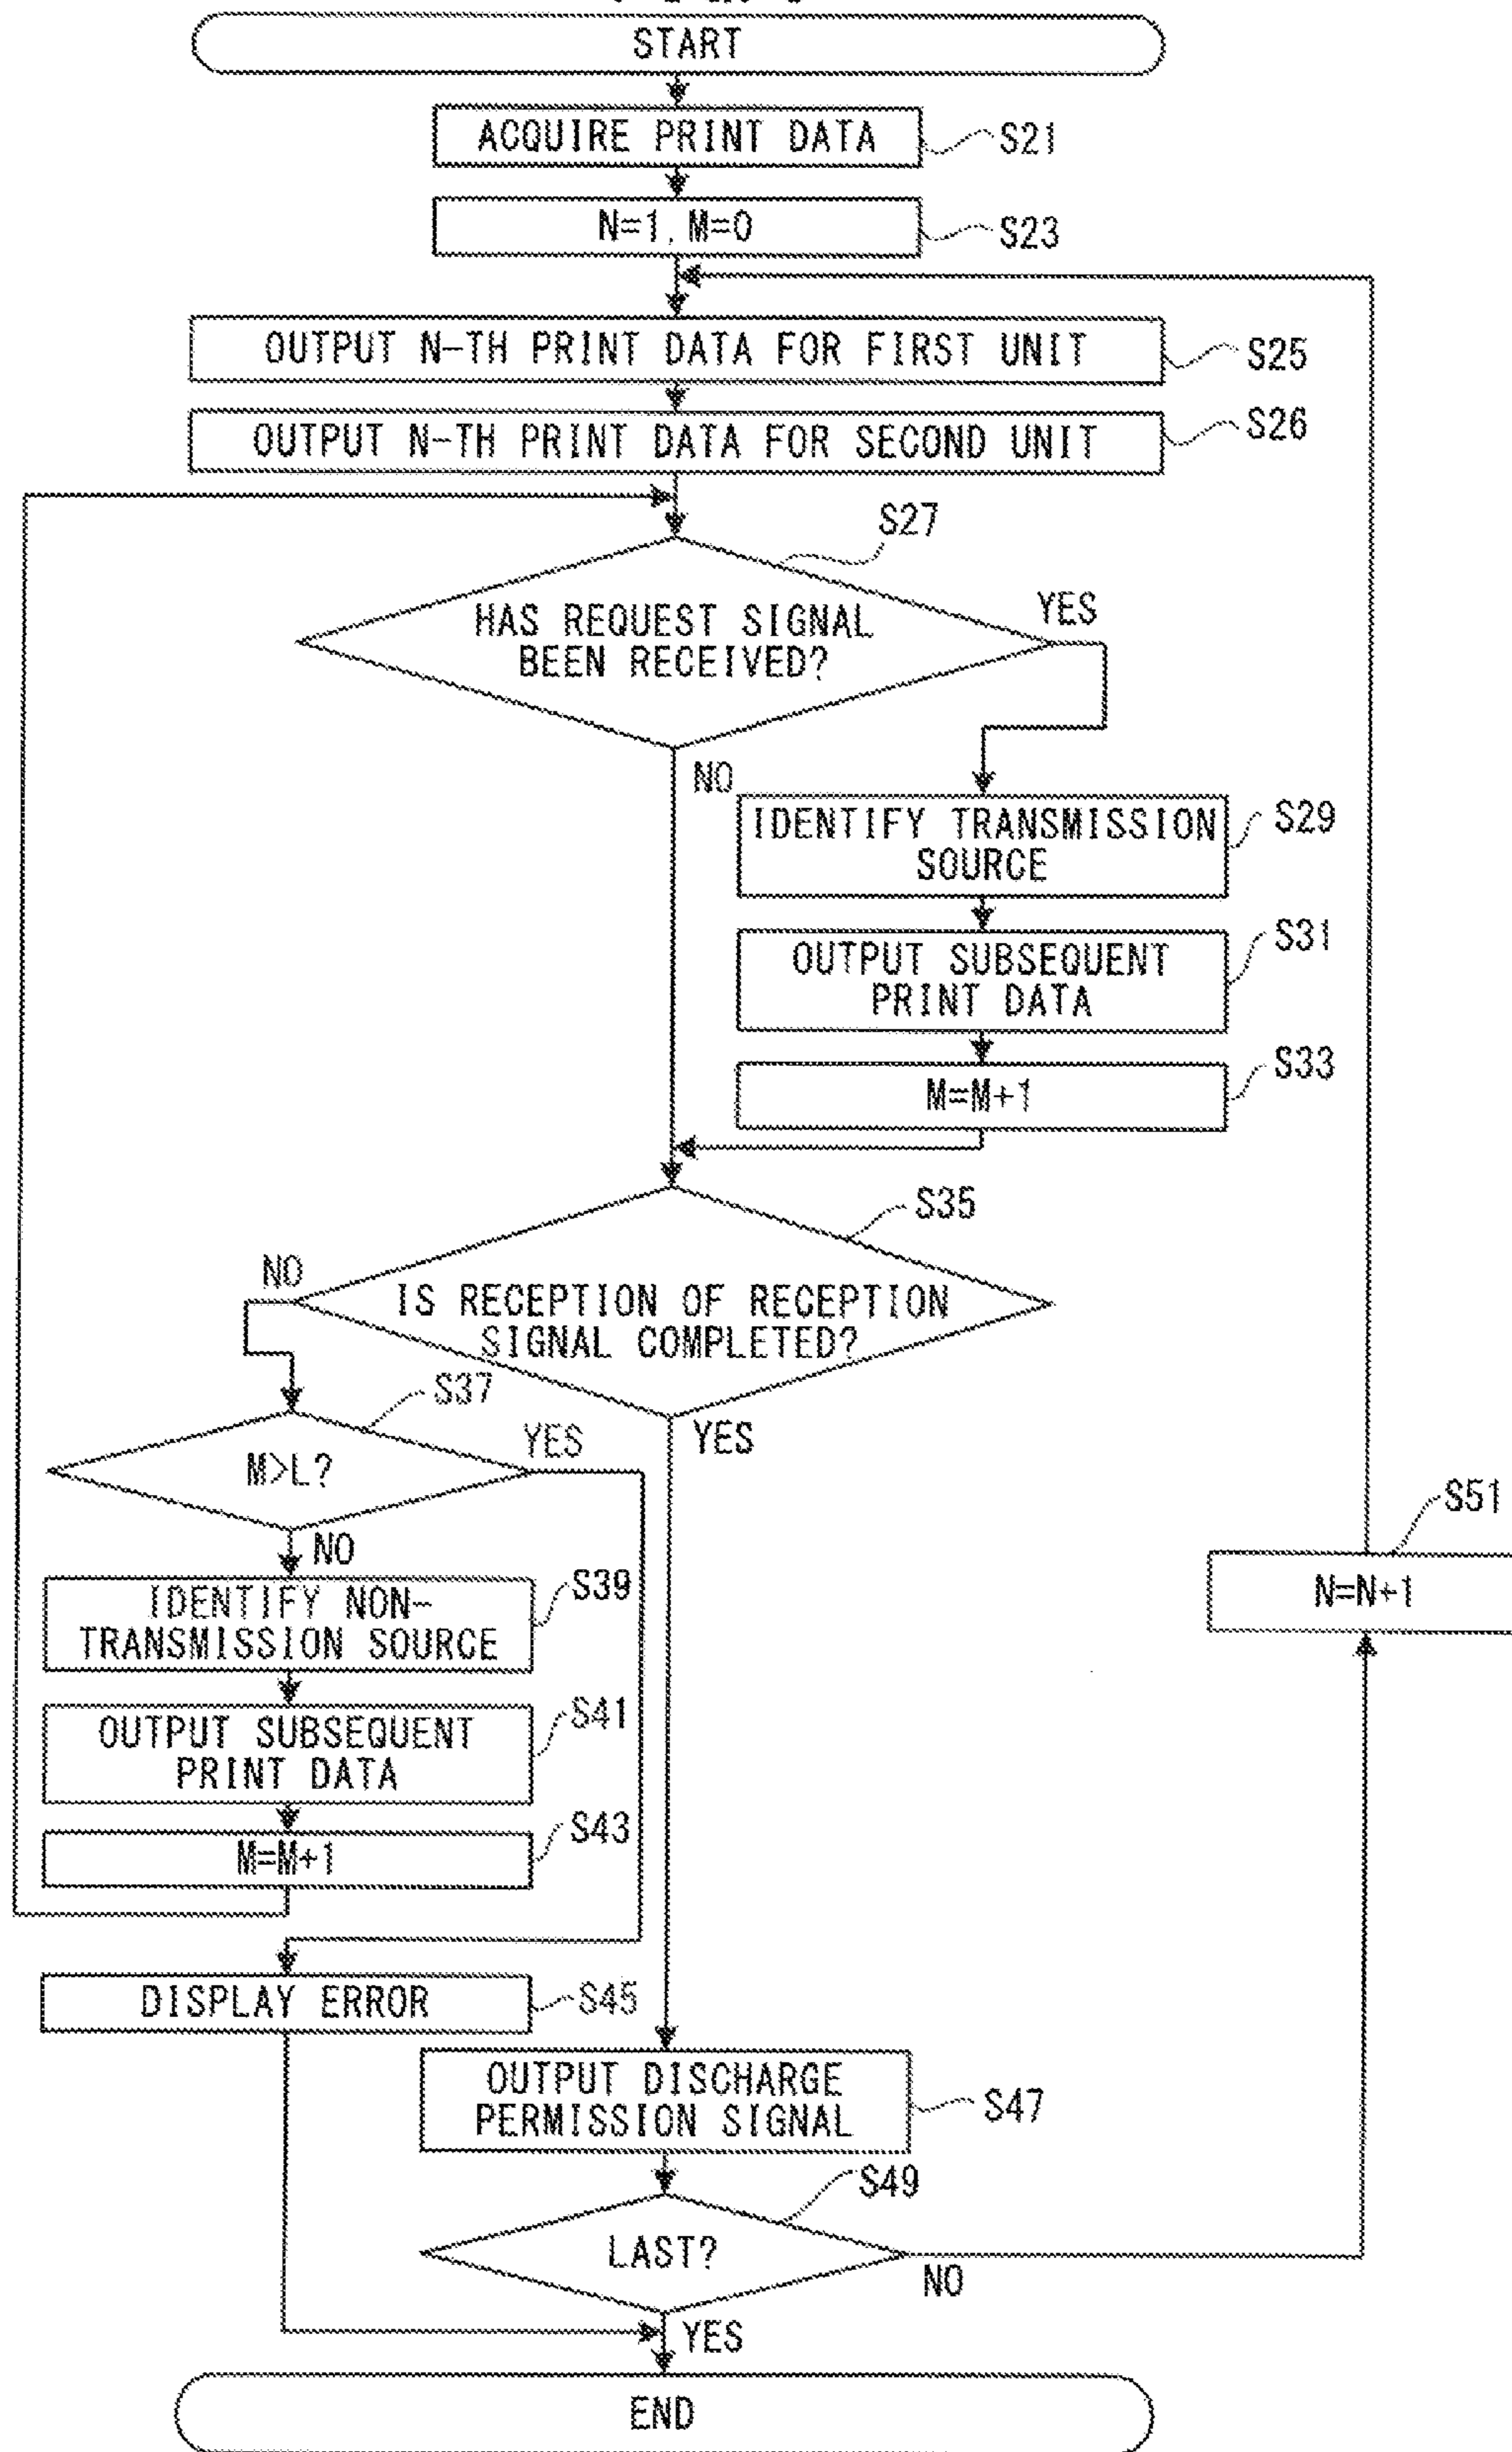 START
ACQUIRE PRINT DATA
S21
N=1, M=0
S23
OUTPUT N-TH PRINT DATA FOR FIRST UNIT
S25
OUTPUT N-TH PRINT DATA FOR SECOND UNIT
S26
S27
HAS REQUEST SIGNAL
BEEN RECEIVED?
YES
NO
IDENTIFY TRANSMISSION
SOURCE
S29
OUTPUT SUBSEQUENT
PRINT DATA
S31
M=M+1
S33
S35
NO
IS RECEPTION OF RECEPTION
SIGNAL COMPLETED?
YES
S37
M>L?
YES
NO
IDENTIFY NON-
TRANSMISSION SOURCE
S39
OUTPUT SUBSEQUENT
PRINT DATA
S41
M=M+1
S43
S51
N=N+1
DISPLAY ERROR
S45
OUTPUT DISCHARGE
PERMISSION SIGNAL
S47
S49
LAST?
NO
YES
END